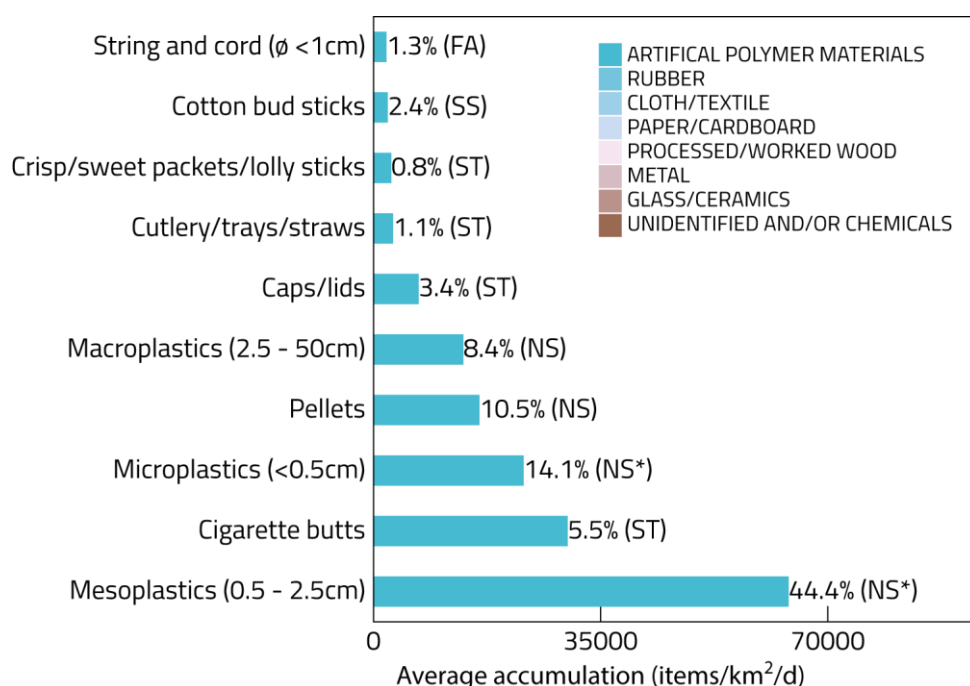 String and cord (ø <1cm) 1.3% (FA)
Cotton bud sticks 2.4% (SS)
Crisp/sweet packets/lolly sticks 0.8% (ST)
Cutlery/trays/straws 1.1% (ST)
Caps/lids 3.4% (ST)
Macroplastics (2.5 - 50cm) 8.4% (NS)
Pellets 10.5% (NS)
Microplastics (<0.5cm) 14.1% (NS*)
Cigarette butts 5.5% (ST)
Mesoplastics (0.5 - 2.5cm) 44.4% (NS*)
0 35000 70000
Average accumulation (items/km²/d)
ARTIFICAL POLYMER MATERIALS
RUBBER
CLOTH/TEXTILE
PAPER/CARDBOARD
PROCESSED/WORKED WOOD
METAL
GLASS/CERAMICS
UNIDENTIFIED AND/OR CHEMICALS